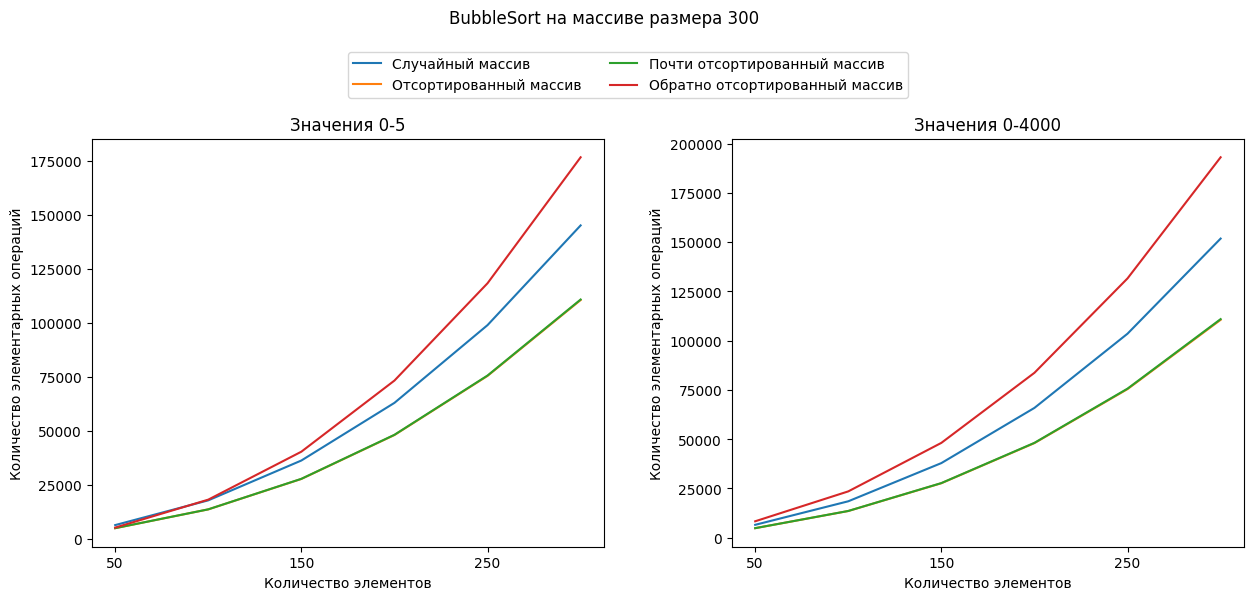 BubbleSort на массиве размера 300
Случайный массив
Отсортированный массив
Почти отсортированный массив
Обратно отсортированный массив
Значения 0-5
175000
150000
125000
100000
75000
50000
25000
0
Количество элементарных операций
50 150 250
Количество элементов
Значения 0-4000
200000
175000
150000
125000
100000
75000
50000
25000
0
Количество элементарных операций
50 150 250
Количество элементов